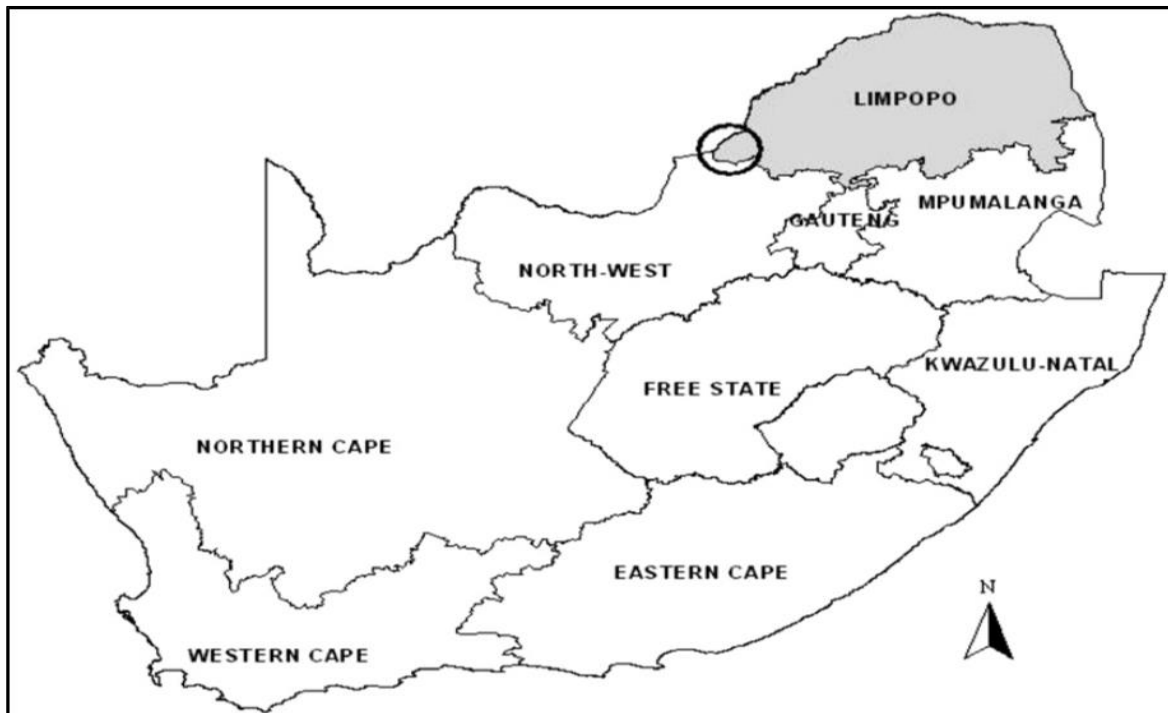 LIMPOPO
MPUMALANGA
GAUTENG
NORTH-WEST
KWAZULU-NATAL
FREE STATE
NORTHERN CAPE
EASTERN CAPE
N
WESTERN CAPE